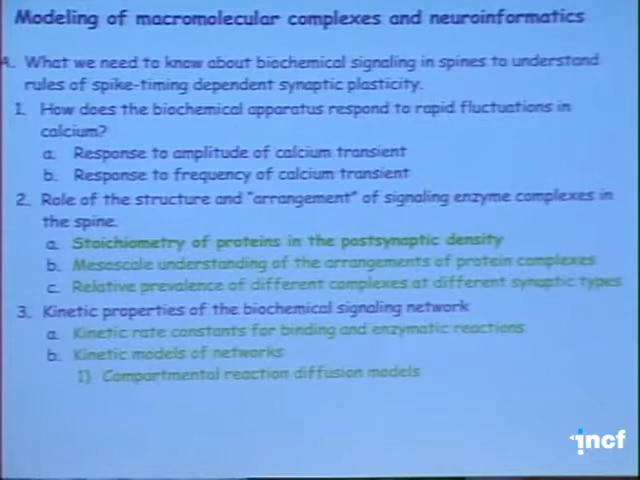 Modeling of macromolecular complexes and neuroinformatics
A. What we need to know about biochemical signaling in spines to understand
rules of spike-timing dependent synaptic plasticity.
1. How does the biochemical apparatus respond to rapid fluctuations in
calcium?
a. Response to amplitude of calcium transient
b. Response to frequency of calcium transient
2. Role of the structure and "arrangement" of signaling enzyme complexes in
the spine.
a. Stoichiometry of proteins in the postsynaptic density
b. Mesoscale understanding of the arrangements of protein complexes
c. Relative prevalence of different complexes at different synaptic types
3. Kinetic properties of the biochemical signaling network
a. Kinetic rate constants for binding and enzymatic reactions
b. Kinetic models of networks
1) Compartmental reaction diffusion models
incf